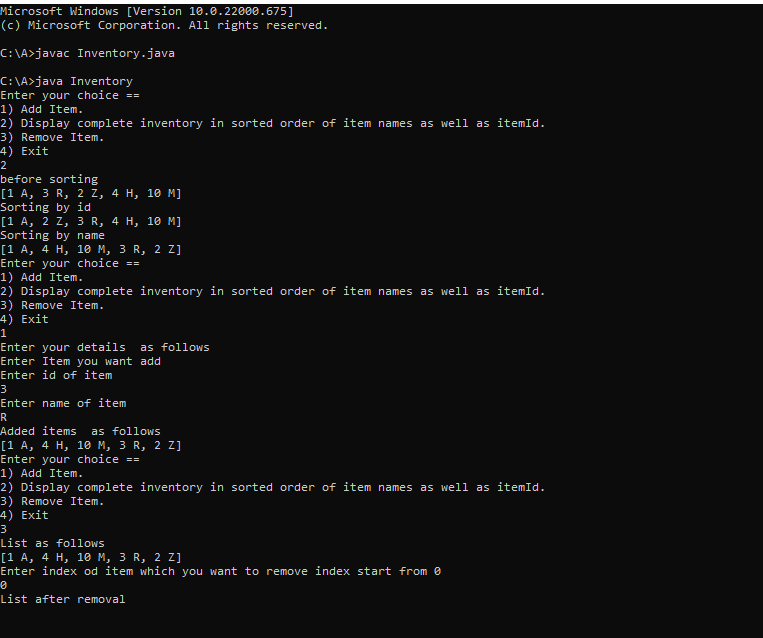 Microsoft Windows [Version 10.0.22000.675]
(c) Microsoft Corporation. All rights reserved.
C:\A>javac Inventory.java
C:\A>java Inventory
Enter your choice ==
1) Add Item.
2) Display complete inventory in sorted order of item names as well as itemId.
3) Remove Item.
4) Exit
2
before sorting
[1 A, 3 R, 2 Z, 4 H, 10 M]
Sorting by id
[1 A, 2 Z, 3 R, 4 H, 10 M]
Sorting by name
[1 A, 4 H, 10 M, 3 R, 2 Z]
Enter your choice ==
1) Add Item.
2) Display complete inventory in sorted order of item names as well as itemId.
3) Remove Item.
4) Exit
1
Enter your details  as follows
Enter Item you want add
Enter id of item
3
Enter name of item
R
Added items  as follows
[1 A, 4 H, 10 M, 3 R, 2 Z]
Enter your choice ==
1) Add Item.
2) Display complete inventory in sorted order of item names as well as itemId.
3) Remove Item.
4) Exit
3
List as follows
[1 A, 4 H, 10 M, 3 R, 2 Z]
Enter index od item which you want to remove index start from 0
0
List after removal